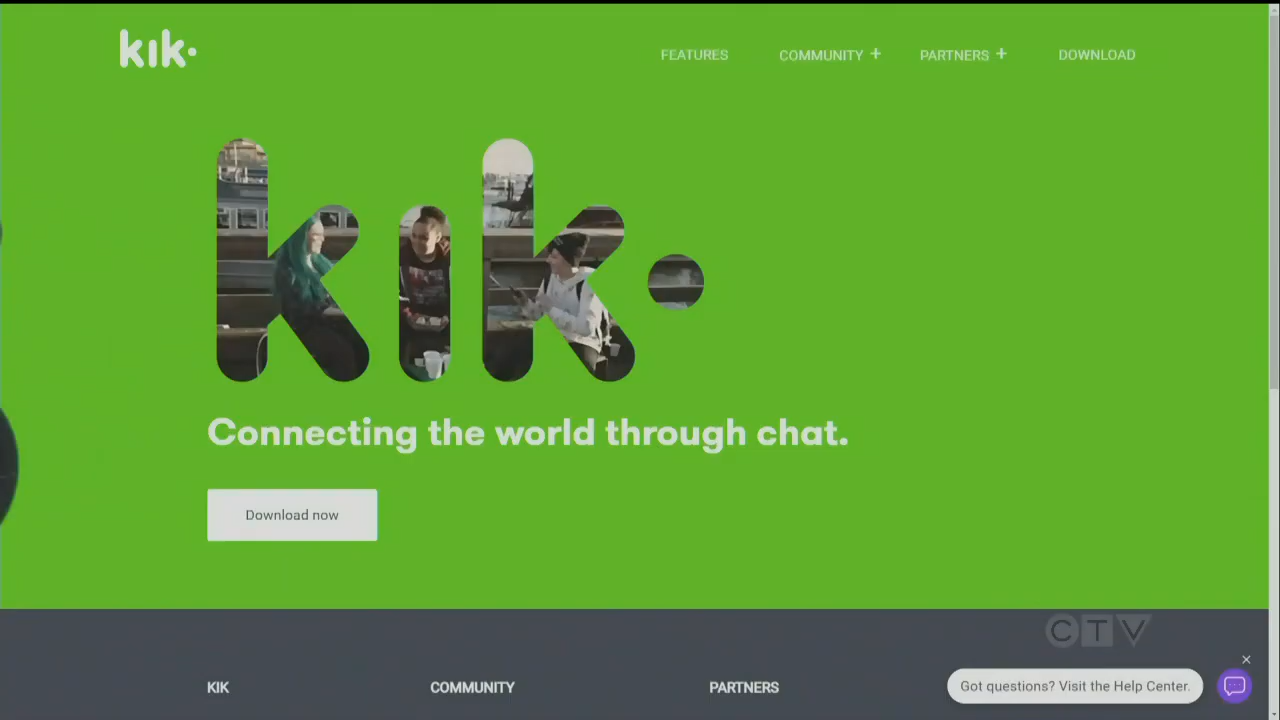 kik·
FEATURES
COMMUNITY +
PARTNERS +
DOWNLOAD
kik·
Connecting the world through chat.
Download now
CTV
KIK
COMMUNITY
PARTNERS
Got questions? Visit the Help Center.